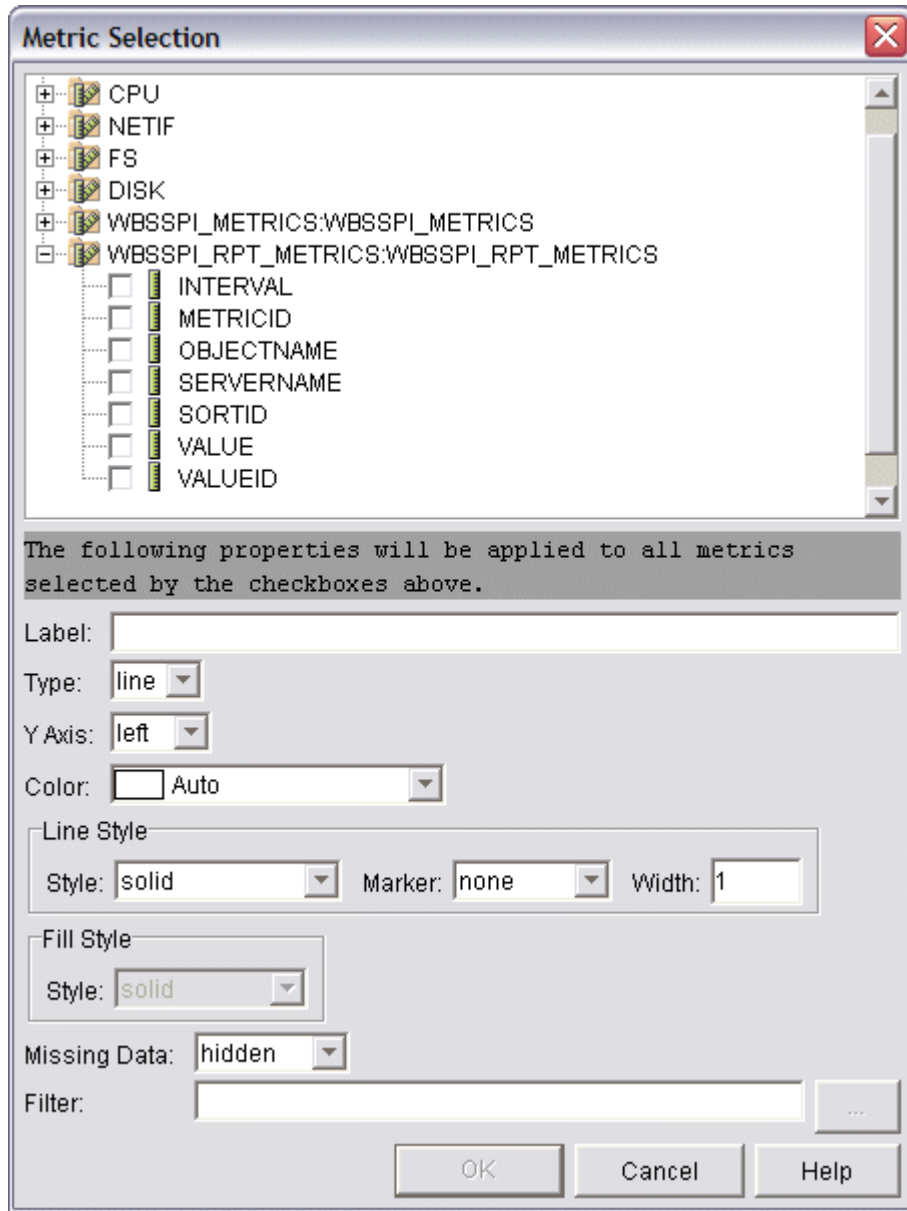 Metric Selection
CPU
NETIF
FS
DISK
WBSSPI_METRICS:WBSSPI_METRICS
WBSSPI_RPT_METRICS:WBSSPI_RPT_METRICS
INTERVAL
METRICID
OBJECTNAME
SERVERNAME
SORTID
VALUE
VALUEID
The following properties will be applied to all metrics
selected by the checkboxes above.
Label:
Type: line
Y Axis: left
Color: Auto
Line Style
Style: solid Marker: none Width: 1
Fill Style
Style: solid
Missing Data: hidden
Filter: ...
OK Cancel Help